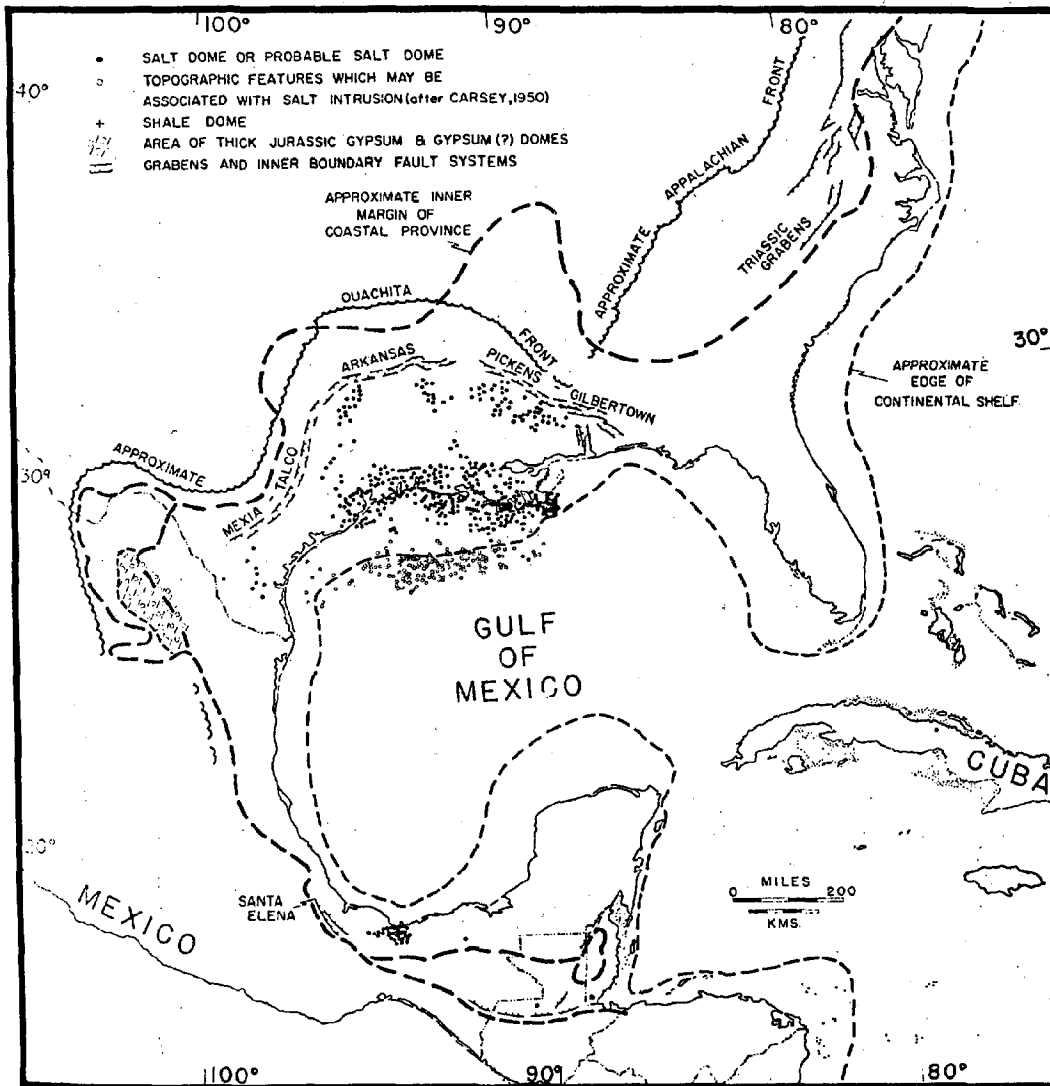 100°
90°
80°
40°
SALT DOME OR PROBABLE SALT DOME
TOPOGRAPHIC FEATURES WHICH MAY BE
ASSOCIATED WITH SALT INTRUSION (after CARSEY, 1950)
SHALE DOME
AREA OF THICK JURASSIC GYPSUM & GYPSUM (?) DOMES
GRABENS AND INNER BOUNDARY FAULT SYSTEMS
APPROXIMATE INNER
MARGIN OF
COASTAL PROVINCE
APPROXIMATE APPALACHIAN FRONT
TRIASSIC
GRABENS
30°
APPROXIMATE
EDGE OF
CONTINENTAL SHELF
APPROXIMATE
OUACHITA
FRONT
MEXIA
TALCO
ARKANSAS
PICKENS
GILBERTOWN
30°
GULF
OF
MEXICO
CUBA
20°
MEXICO
SANTA
ELENA
MILES
0 200
KMS.
100°
90°
80°